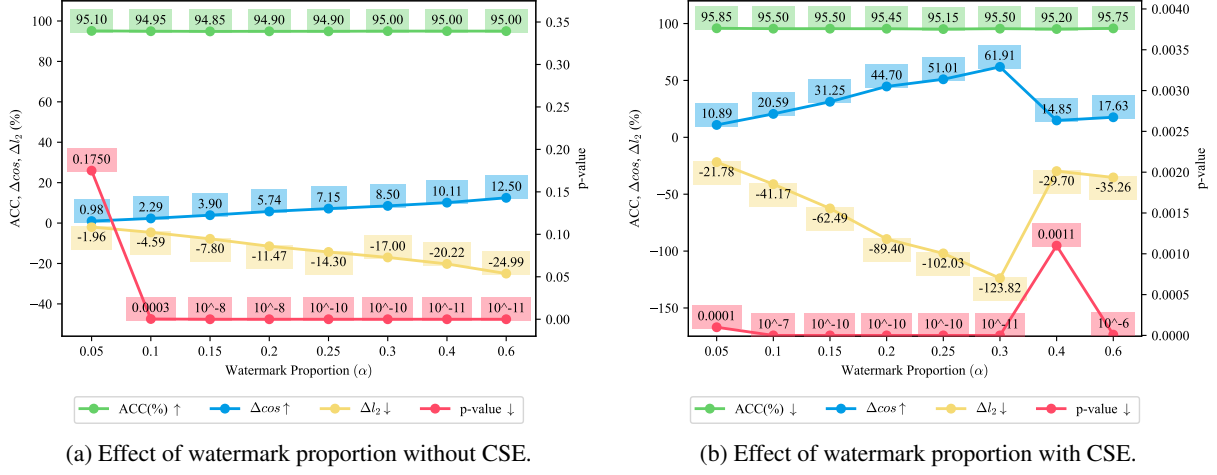 95.10 94.95 94.85 94.90 94.90 95.00 95.00 95.00
0.98 2.29 3.90 5.74 7.15 8.50 10.11 12.50
-1.96 -4.59 -7.80 -11.47 -14.30 -17.00 -20.22 -24.99
0.1750 0.0003 10^-8 10^-8 10^-10 10^-10 10^-11 10^-11
100
80
60
40
20
0
−20
−40
ACC, Δcos, Δl₂ (%)
0.35
0.30
0.25
0.20
0.15
0.10
0.05
0.00
p-value
0.05 0.1 0.15 0.2 0.25 0.3 0.4 0.6
Watermark Proportion (α)
ACC(%) ↑ Δcos ↑ Δl₂ ↓ p-value ↓
(a) Effect of watermark proportion without CSE.
95.85 95.50 95.50 95.45 95.15 95.50 95.20 95.75
10.89 20.59 31.25 44.70 51.01 61.91 14.85 17.63
-21.78 -41.17 -62.49 -89.40 -102.03 -123.82 -29.70 -35.26
0.0001 10^-7 10^-10 10^-10 10^-10 10^-11 0.0011 10^-6
100
50
0
−50
−100
−150
ACC, Δcos, Δl₂ (%)
0.0040
0.0035
0.0030
0.0025
0.0020
0.0015
0.0010
0.0005
0.0000
p-value
0.05 0.1 0.15 0.2 0.25 0.3 0.4 0.6
Watermark Proportion (α)
ACC(%) ↓ Δcos ↑ Δl₂ ↓ p-value ↓
(b) Effect of watermark proportion with CSE.